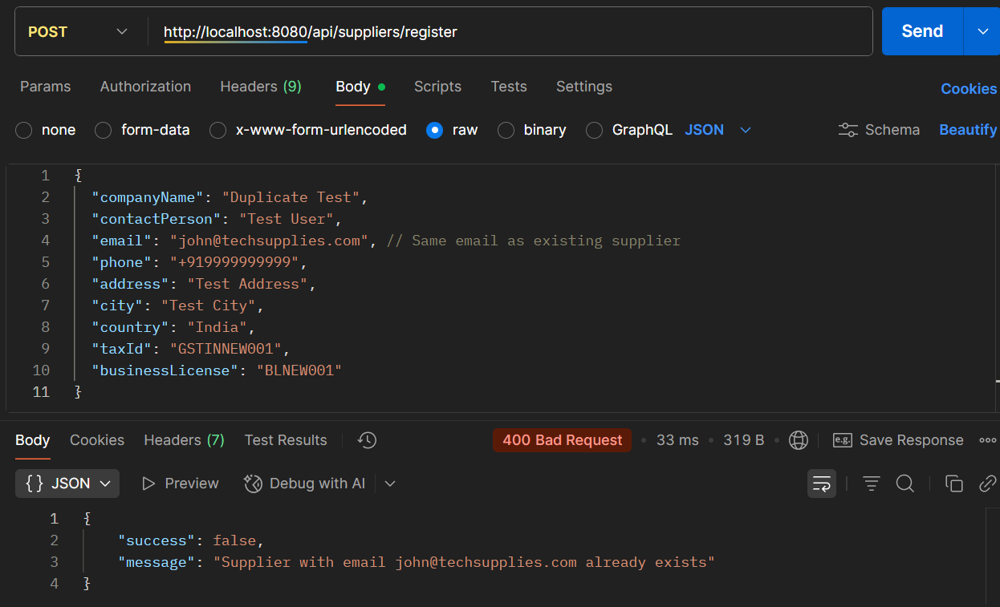 POST http://localhost:8080/api/suppliers/register Send
Params Authorization Headers (9) Body Scripts Tests Settings Cookies
none form-data x-www-form-urlencoded raw binary GraphQL JSON Schema Beautify
1 {
2 "companyName": "Duplicate Test",
3 "contactPerson": "Test User",
4 "email": "john@techsupplies.com", // Same email as existing supplier
5 "phone": "+919999999999",
6 "address": "Test Address",
7 "city": "Test City",
8 "country": "India",
9 "taxId": "GSTINNEW001",
10 "businessLicense": "BLNEW001"
11 }
Body Cookies Headers (7) Test Results 400 Bad Request • 33 ms • 319 B • e.g. Save Response
{} JSON Preview Debug with AI
1 {
2 "success": false,
3 "message": "Supplier with email john@techsupplies.com already exists"
4 }